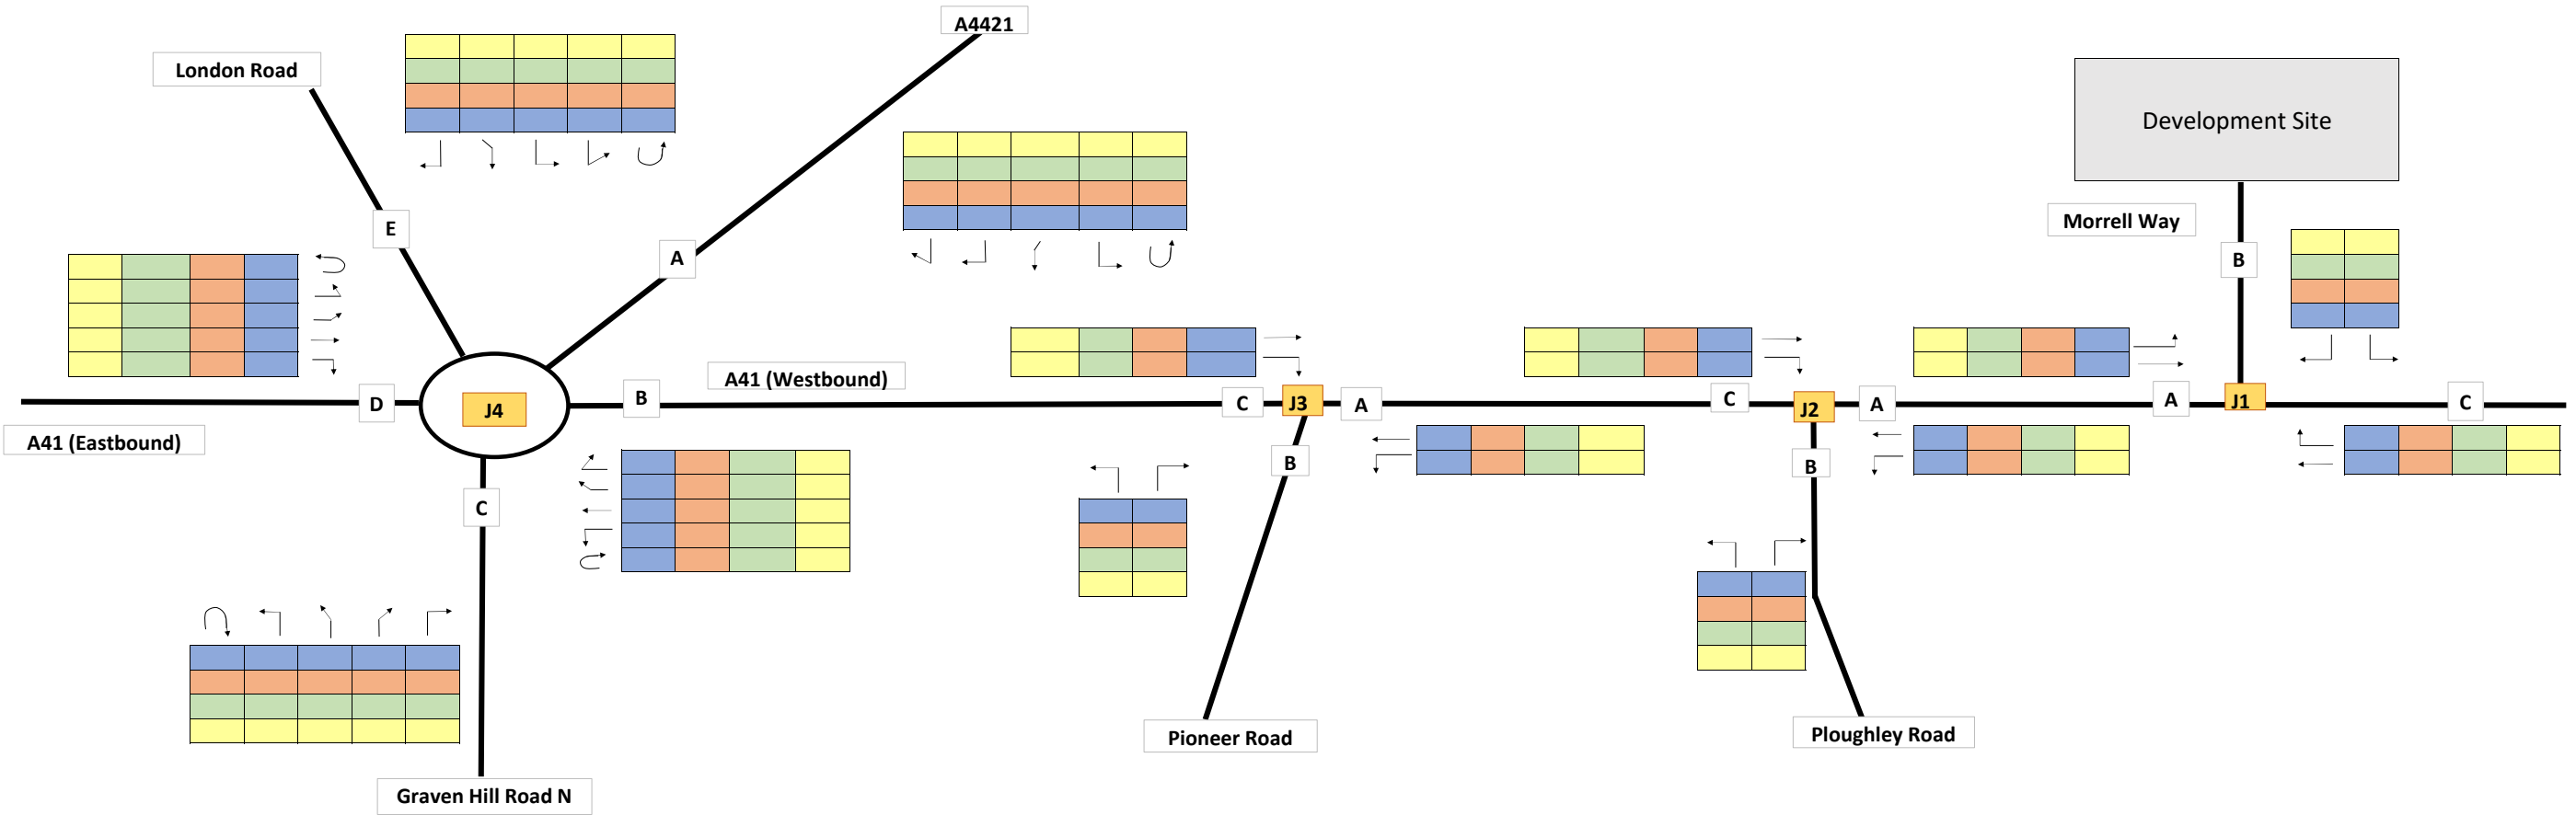 A4421
London Road
Development Site
Morrell Way
E
A
B
A41 (Westbound)
D
J4
B
C
J3
A
C
J2
A
A
J1
C
A41 (Eastbound)
B
B
C
Pioneer Road
Ploughley Road
Graven Hill Road N